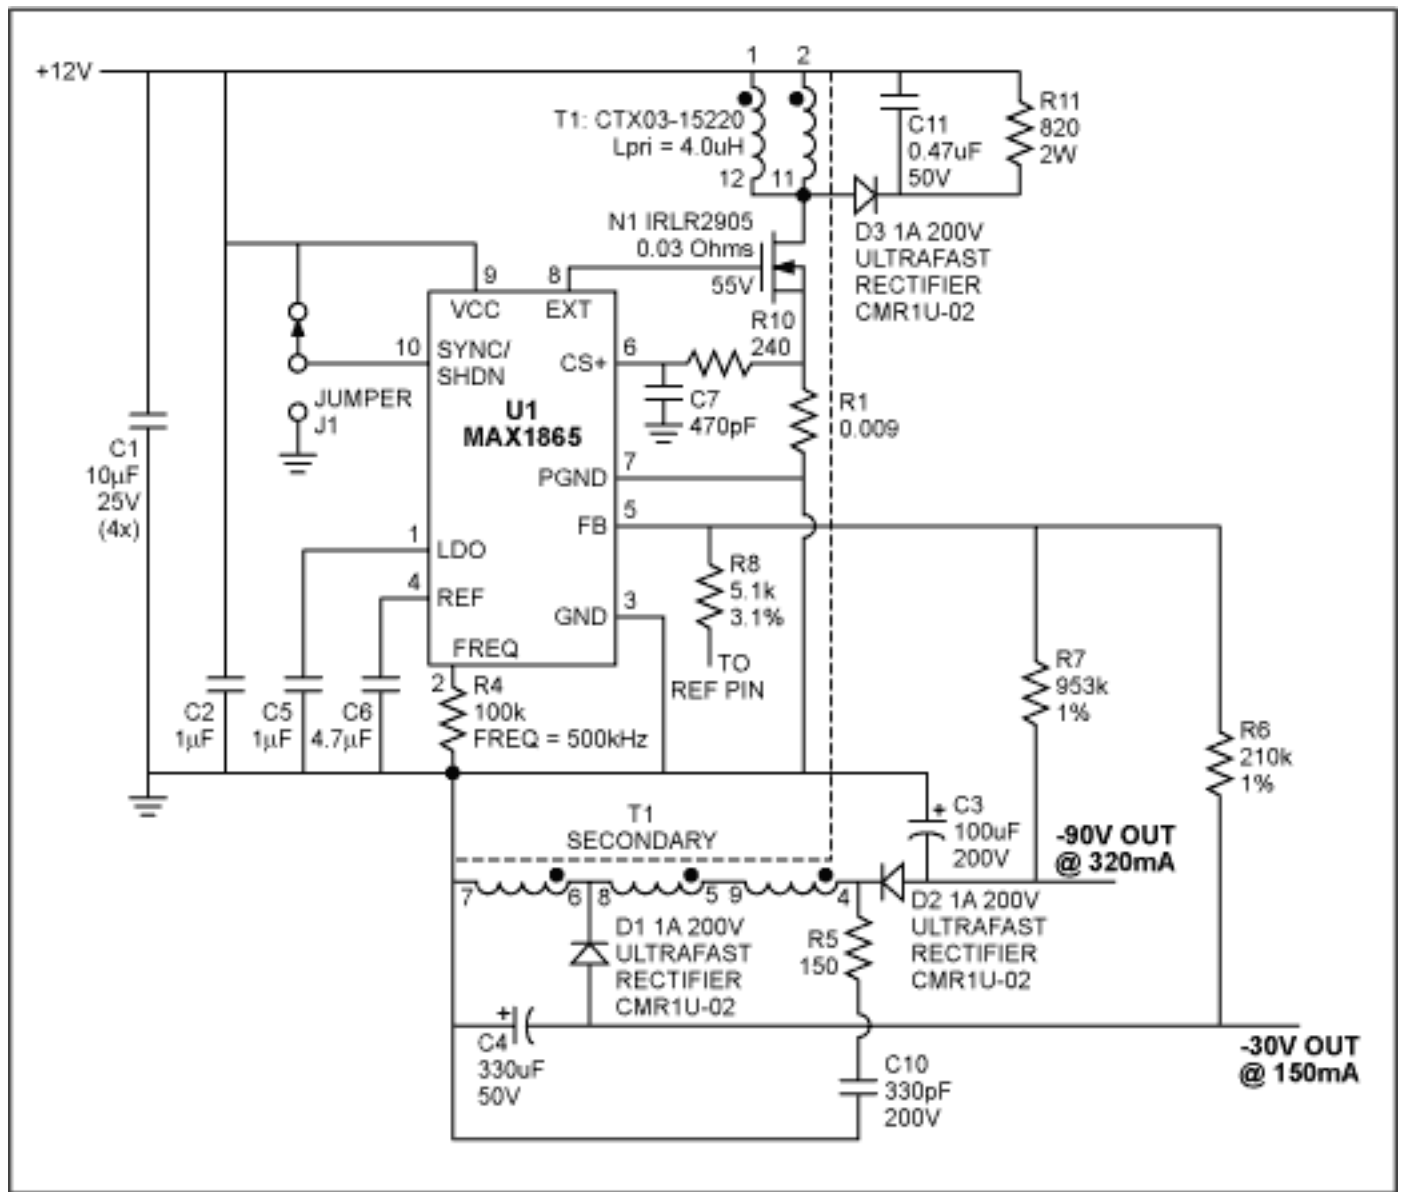 1
2
+12V
T1: CTX03-15220
Lpri = 4.0uH
12
11
C11
0.47uF
50V
R11
820
2W
N1 IRLR2905
0.03 Ohms
55V
D3 1A 200V
ULTRAFAST
RECTIFIER
CMR1U-02
9
8
VCC
EXT
10
SYNC/
SHDN
6
CS+
R10
240
C7
470pF
R1
0.009
JUMPER
J1
U1
MAX1865
C1
10µF
25V
(4x)
7
PGND
5
FB
1
LDO
4
REF
R8
5.1k
3.1%
TO
REF PIN
3
GND
FREQ
2
R4
100k
FREQ = 500kHz
C2
1µF
C5
1µF
C6
4.7µF
R7
953k
1%
R6
210k
1%
T1
SECONDARY
+
C3
100uF
200V
-90V OUT
@ 320mA
7
6
8
5
9
4
D1 1A 200V
ULTRAFAST
RECTIFIER
CMR1U-02
R5
150
D2 1A 200V
ULTRAFAST
RECTIFIER
CMR1U-02
+
C4
330uF
50V
C10
330pF
200V
-30V OUT
@ 150mA